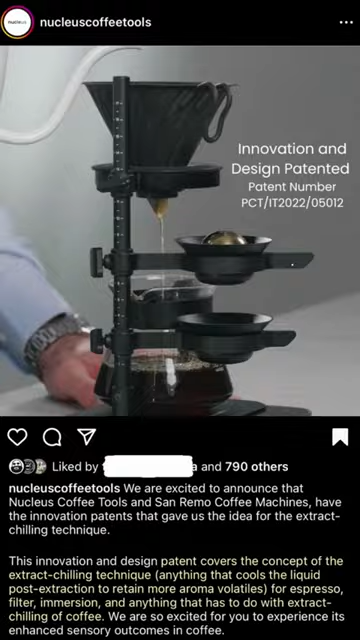 nucleus
nucleuscoffeetools
Innovation and
Design Patented
Patent Number
PCT/IT2022/05012
Liked by
a and 790 others
nucleuscoffeetools We are excited to announce that
Nucleus Coffee Tools and San Remo Coffee Machines, have
the innovation patents that gave us the idea for the extract-
chilling technique.
This innovation and design patent covers the concept of the
extract-chilling technique (anything that cools the liquid
post-extraction to retain more aroma volatiles) for espresso,
filter, immersion, and anything that has to do with extract-
chilling of coffee. We are so excited for you to experience its
enhanced sensory outcomes in coffee.